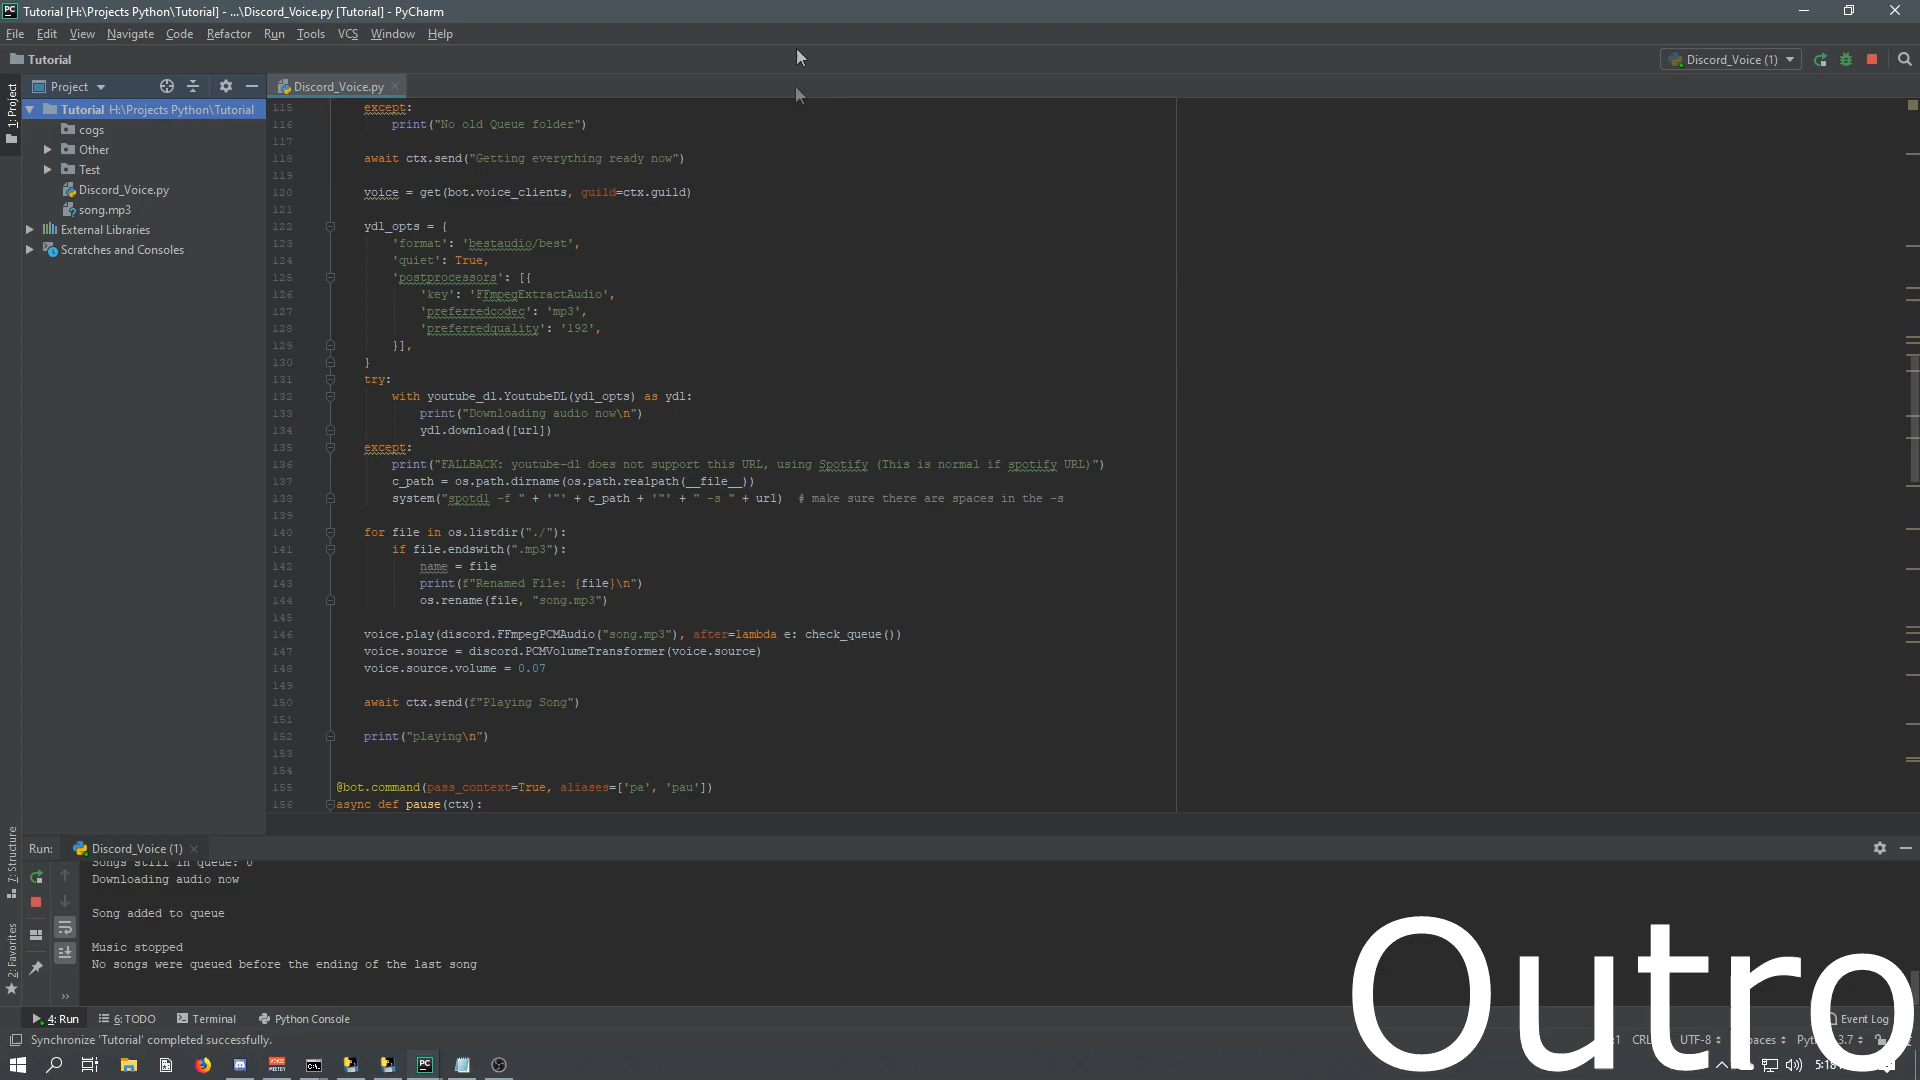 Tutorial [H:\Projects Python\Tutorial] - ...\Discord_Voice.py [Tutorial] - PyCharm
File Edit View Navigate Code Refactor Run Tools VCS Window Help
Tutorial
Discord_Voice (1)
1: Project
Project
Discord_Voice.py
Tutorial H:\Projects Python\Tutorial
cogs
Other
Test
Discord_Voice.py
song.mp3
External Libraries
Scratches and Consoles
115 except:
116 print("No old Queue folder")
117
118 await ctx.send("Getting everything ready now")
119
120 voice = get(bot.voice_clients, guild=ctx.guild)
121
122 ydl_opts = {
123 'format': 'bestaudio/best',
124 'quiet': True,
125 'postprocessors': [{
126 'key': 'FFmpegExtractAudio',
127 'preferredcodec': 'mp3',
128 'preferredquality': '192',
129 }],
130 }
131 try:
132 with youtube_dl.YoutubeDL(ydl_opts) as ydl:
133 print("Downloading audio now\n")
134 ydl.download([url])
135 except:
136 print("FALLBACK: youtube-dl does not support this URL, using Spotify (This is normal if spotify URL)")
137 c_path = os.path.dirname(os.path.realpath(__file__))
138 system("spotdl -f " + '"' + c_path + '"' + " -s " + url)  # make sure there are spaces in the -s
139
140 for file in os.listdir("./"):
141 if file.endswith(".mp3"):
142 name = file
143 print(f"Renamed File: {file}\n")
144 os.rename(file, "song.mp3")
145
146 voice.play(discord.FFmpegPCMAudio("song.mp3"), after=lambda e: check_queue())
147 voice.source = discord.PCMVolumeTransformer(voice.source)
148 voice.source.volume = 0.07
149
150 await ctx.send(f"Playing Song")
151
152 print("playing\n")
153
154
155 @bot.command(pass_context=True, aliases=['pa', 'pau'])
156 async def pause(ctx):
7: Structure
2: Favorites
Run: Discord_Voice (1)
Songs still in queue: 0
Downloading audio now
Song added to queue
Music stopped
No songs were queued before the ending of the last song
Outro
4: Run 6: TODO Terminal Python Console Event Log
Synchronize 'Tutorial' completed successfully.
UTF-8